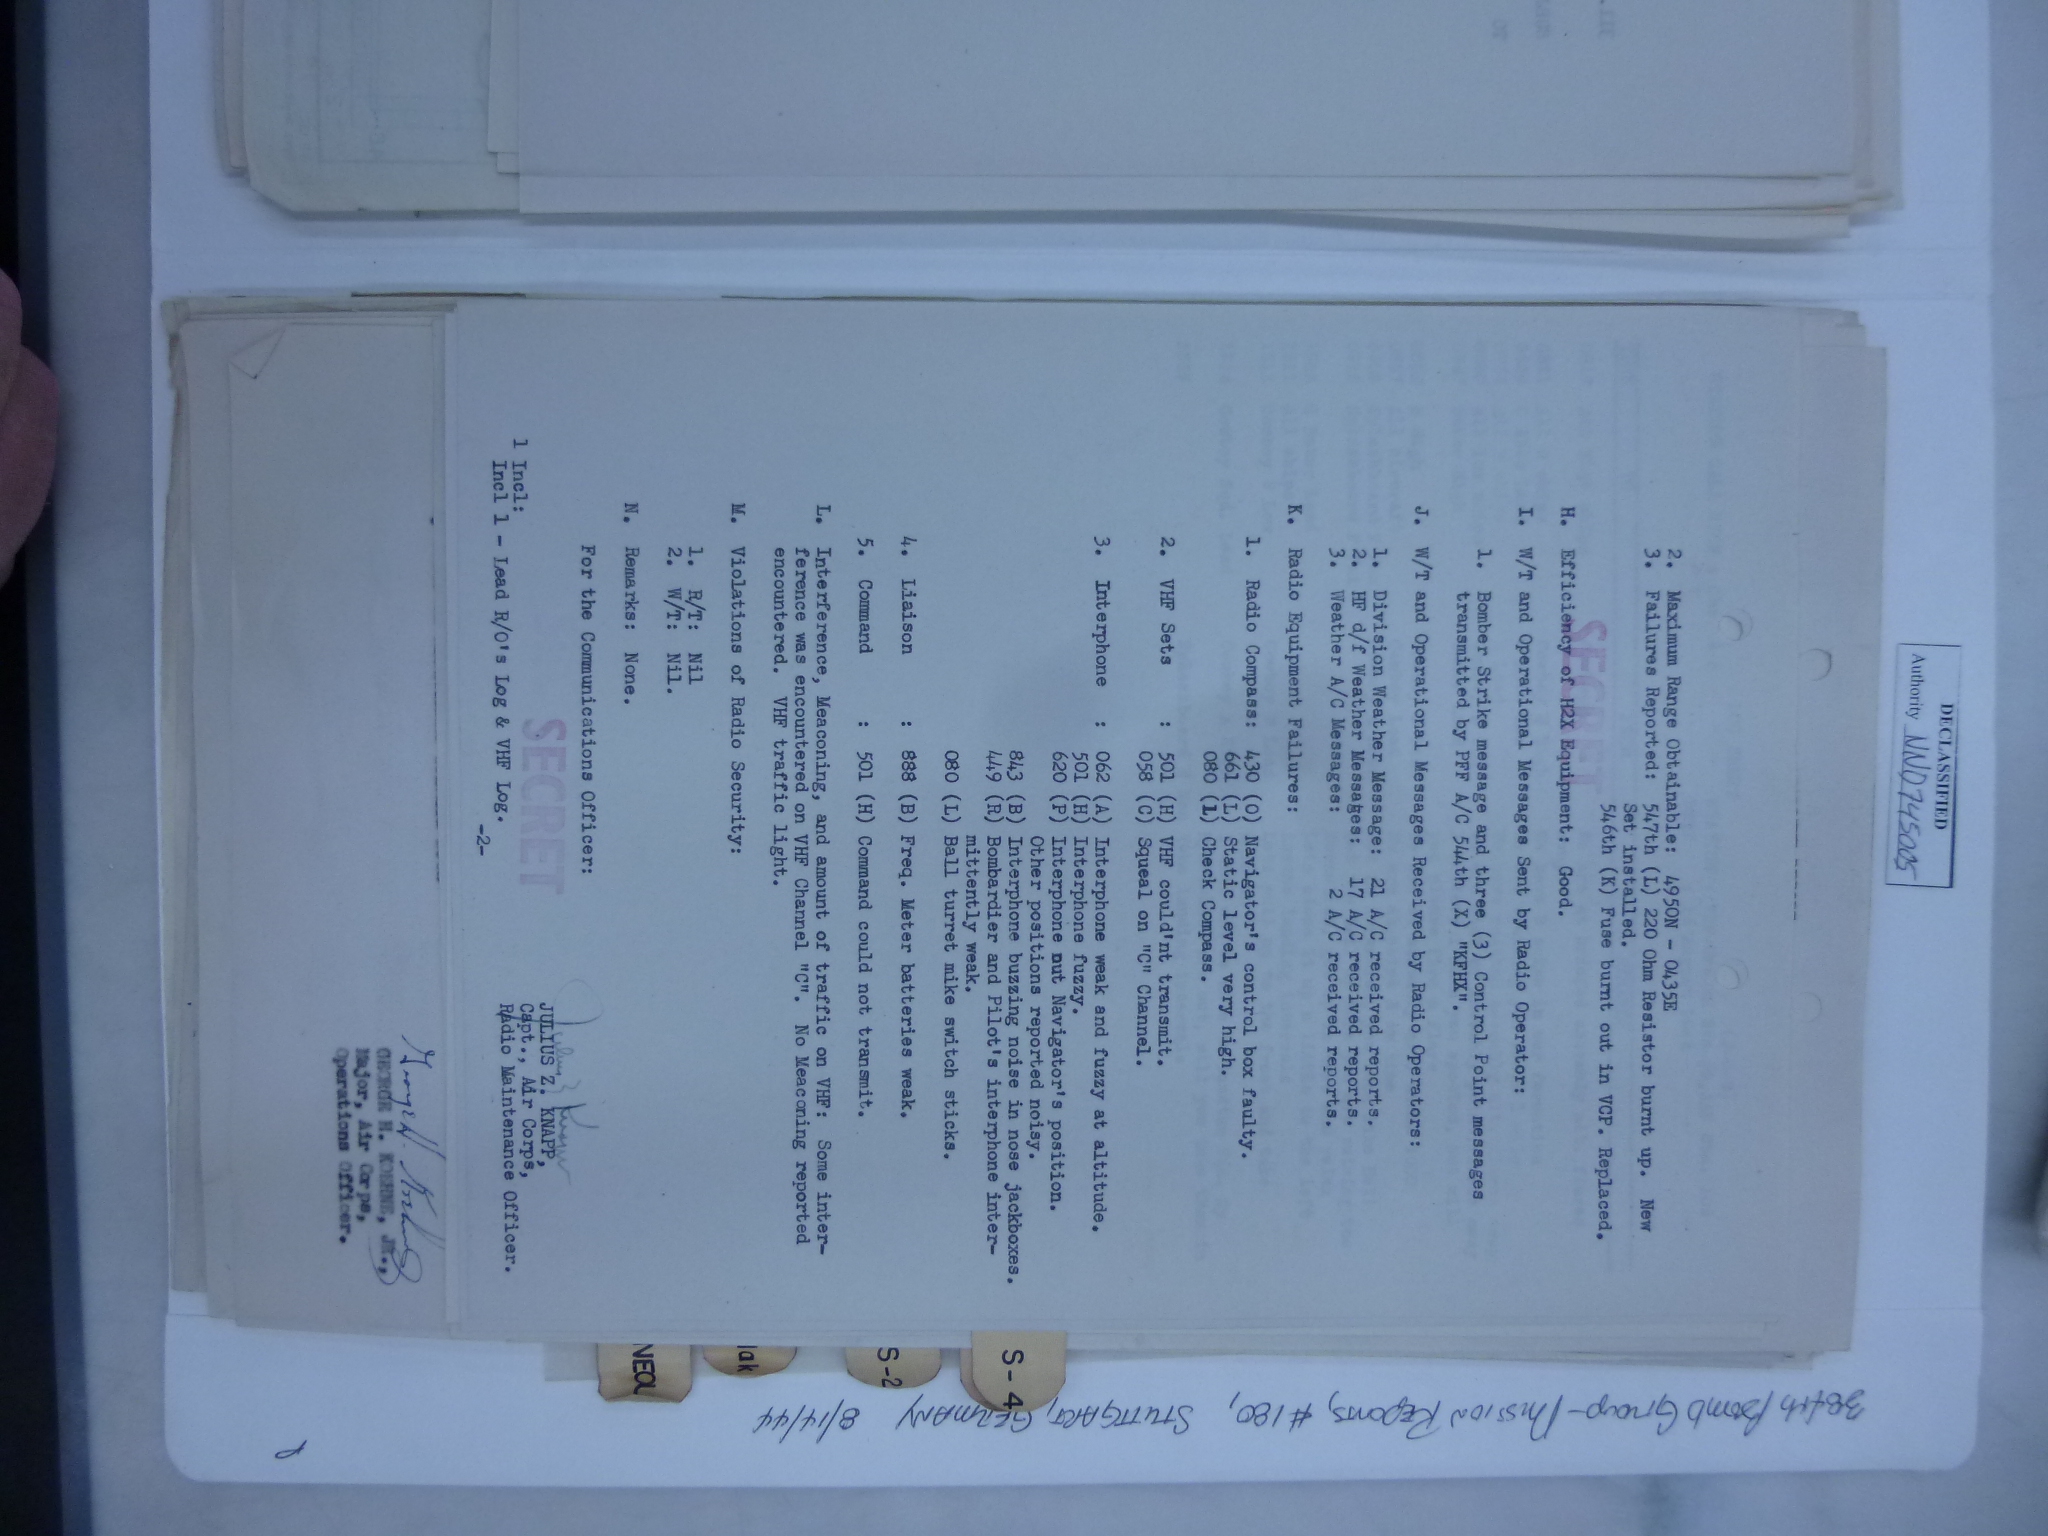 DECLASSIFIED
Authority NND745005
2. Maximum Range Obtainable: 4950N - 0435E
3. Failures Reported: 547th (L) 220 Ohm Resistor burnt up. New
Set installed.
546th (K) Fuse burnt out in VCP. Replaced.
SECRET
H. Efficiency of H2X Equipment: Good.
I. W/T and Operational Messages Sent by Radio Operator:
1. Bomber Strike message and three (3) Control Point messages
transmitted by PFF A/C 544th (X) "KFHX".
J. W/T and Operational Messages Received by Radio Operators:
1. Division Weather Message: 21 A/C received reports.
2. HF d/f Weather Messages: 17 A/C received reports.
3. Weather A/C Messages: 2 A/C received reports.
K. Radio Equipment Failures:
1. Radio Compass: 430 (O) Navigator's control box faulty.
661 (L) Static level very high.
080 (L) Check Compass.
2. VHF Sets : 501 (H) VHF could'nt transmit.
058 (C) Squeal on "C" Channel.
3. Interphone : 062 (A) Interphone weak and fuzzy at altitude.
501 (H) Interphone fuzzy.
620 (P) Interphone out Navigator's position.
Other positions reported noisy.
843 (B) Interphone buzzing noise in nose jackboxes.
449 (R) Bombardier and Pilot's interphone inter-
mittently weak.
080 (L) Ball turret mike switch sticks.
4. Liaison : 888 (B) Freq. Meter batteries weak.
5. Command : 501 (H) Command could not transmit.
L. Interference, Meaconing, and amount of traffic on VHF: Some inter-
ference was encountered on VHF Channel "C". No Meaconing reported
encountered. VHF traffic light.
M. Violations of Radio Security:
1. R/T: Nil
2. W/T: Nil.
N. Remarks: None.
For the Communications Officer:
JULIUS Z. KNAPP,
Capt., Air Corps,
Radio Maintenance Officer.
SECRET
1 Incl:
Incl 1 - Lead R/O's Log & VHF Log.
-2-
GEORGE H. KOEHNE, JR.,
Major, Air Corps,
Operations Officer.
S-4
S-2
lak
NEOU
384th Bomb Group - Mission Reports, #180, STUTTGART, GERMANY 8/14/44